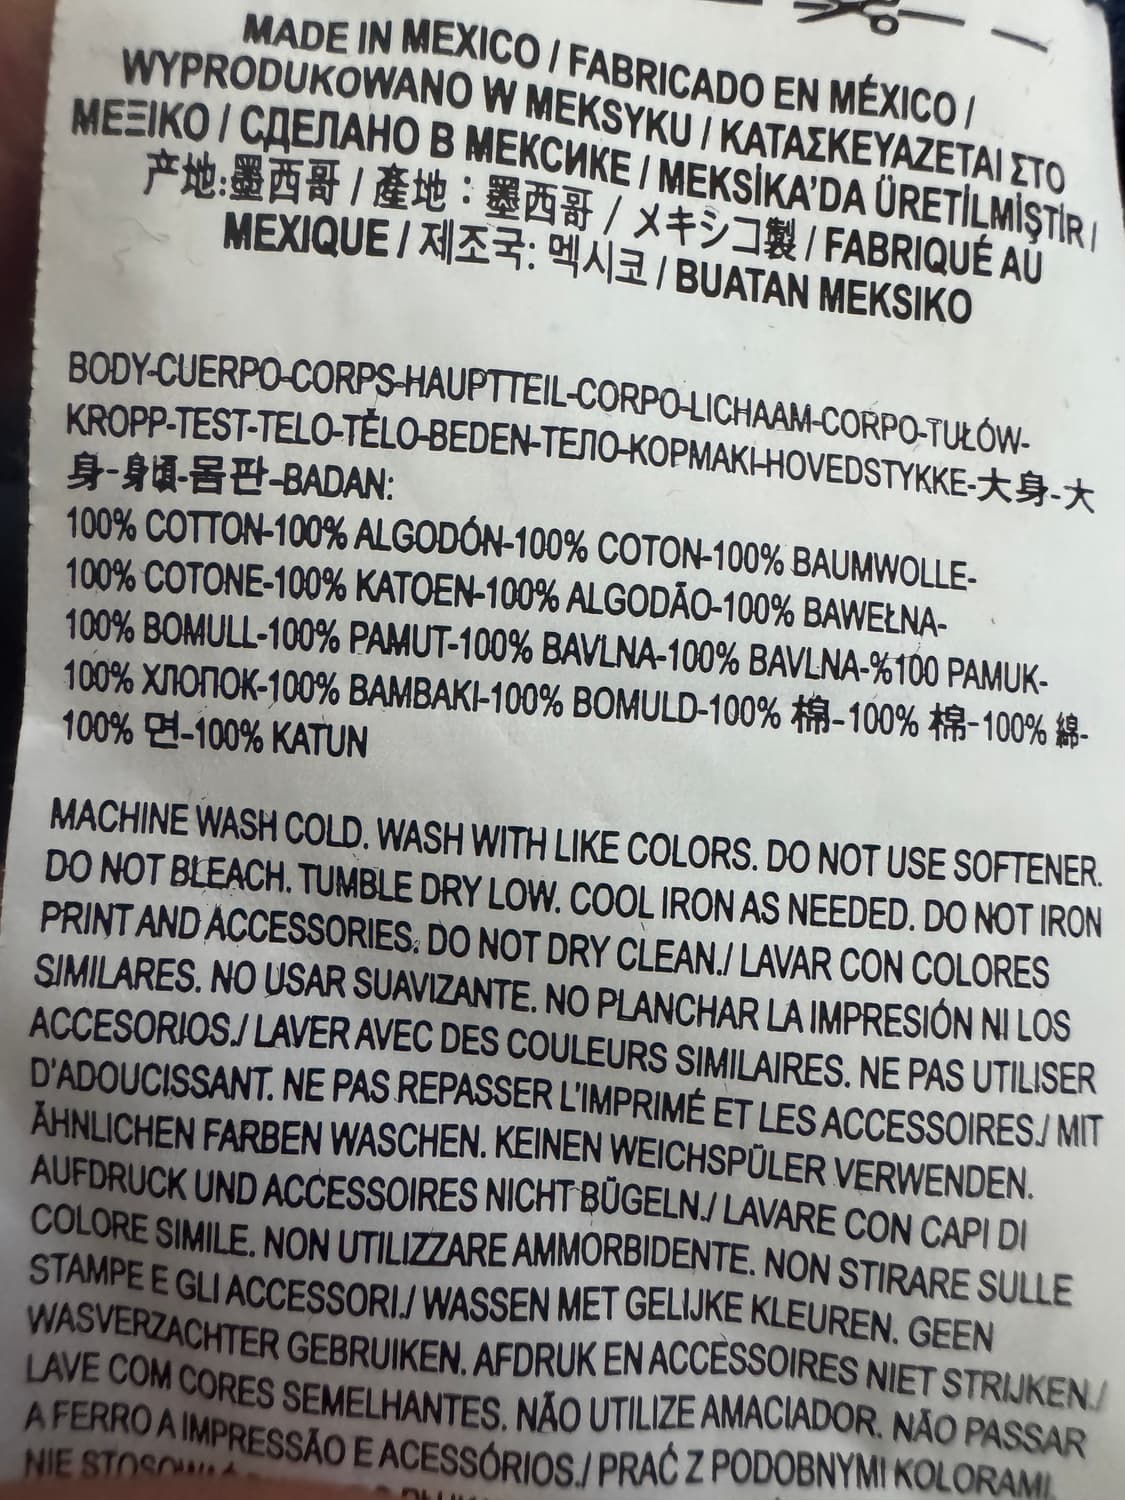 MADE IN MEXICO / FABRICADO EN MÉXICO /
WYPRODUKOWANO W MEKSYKU / ΚΑΤΑΣΚΕΥΑΖΕΤΑΙ ΣΤΟ
ΜΕΞΙΚΟ / СДЕЛАНО В МЕКСИКЕ / MEKSİKA'DA ÜRETİLMİŞTİR /
产地:墨西哥 / 產地：墨西哥 / メキシコ製 / FABRIQUÉ AU
MEXIQUE / 제조국: 멕시코 / BUATAN MEKSIKO
BODY-CUERPO-CORPS-HAUPTTEIL-CORPO-LICHAAM-CORPO-TUŁÓW-
KROPP-TEST-TELO-TĚLO-BEDEN-ТЕЛО-ΚΟΡΜΑΚΙ-HOVEDSTYKKE-大身-大
身-身頃-몸판-BADAN:
100% COTTON-100% ALGODÓN-100% COTON-100% BAUMWOLLE-
100% COTONE-100% KATOEN-100% ALGODÃO-100% BAWEŁNA-
100% BOMULL-100% PAMUT-100% BAVLNA-100% BAVLNA-%100 PAMUK-
100% ХЛОПОК-100% ΒΑΜΒΑΚΙ-100% BOMULD-100% 棉-100% 棉-100% 綿-
100% 면-100% KATUN
MACHINE WASH COLD. WASH WITH LIKE COLORS. DO NOT USE SOFTENER.
DO NOT BLEACH. TUMBLE DRY LOW. COOL IRON AS NEEDED. DO NOT IRON
PRINT AND ACCESSORIES. DO NOT DRY CLEAN./ LAVAR CON COLORES
SIMILARES. NO USAR SUAVIZANTE. NO PLANCHAR LA IMPRESIÓN NI LOS
ACCESORIOS./ LAVER AVEC DES COULEURS SIMILAIRES. NE PAS UTILISER
D'ADOUCISSANT. NE PAS REPASSER L'IMPRIMÉ ET LES ACCESSOIRES./ MIT
ÄHNLICHEN FARBEN WASCHEN. KEINEN WEICHSPÜLER VERWENDEN.
AUFDRUCK UND ACCESSOIRES NICHT BÜGELN./ LAVARE CON CAPI DI
COLORE SIMILE. NON UTILIZZARE AMMORBIDENTE. NON STIRARE SULLE
STAMPE E GLI ACCESSORI./ WASSEN MET GELIJKE KLEUREN. GEEN
WASVERZACHTER GEBRUIKEN. AFDRUK EN ACCESSOIRES NIET STRIJKEN./
LAVE COM CORES SEMELHANTES. NÃO UTILIZE AMACIADOR. NÃO PASSAR
A FERRO A IMPRESSÃO E ACESSÓRIOS./ PRAĆ Z PODOBNYMI KOLORAMI.
NIE